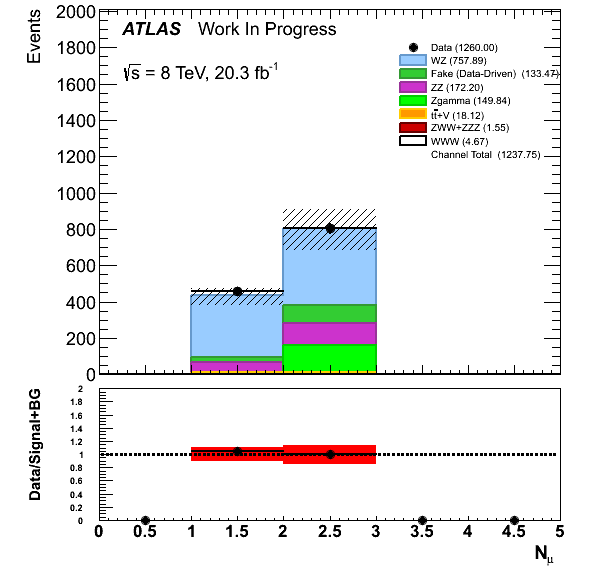 ATLAS Work In Progress
√s = 8 TeV, 20.3 fb-1
Events
2000
1800
1600
1400
1200
1000
800
600
400
200
0
Data (1260.00)
WZ (757.89)
Fake (Data-Driven) (133.47)
ZZ (172.20)
Zgamma (149.84)
tt̄+V (18.12)
ZWW+ZZZ (1.55)
WWW (4.67)
Channel Total (1237.75)
Data/Signal+BG
2
1.8
1.6
1.4
1.2
1
0.8
0.6
0.4
0.2
0
0 0.5 1 1.5 2 2.5 3 3.5 4 4.5 5
Nμ